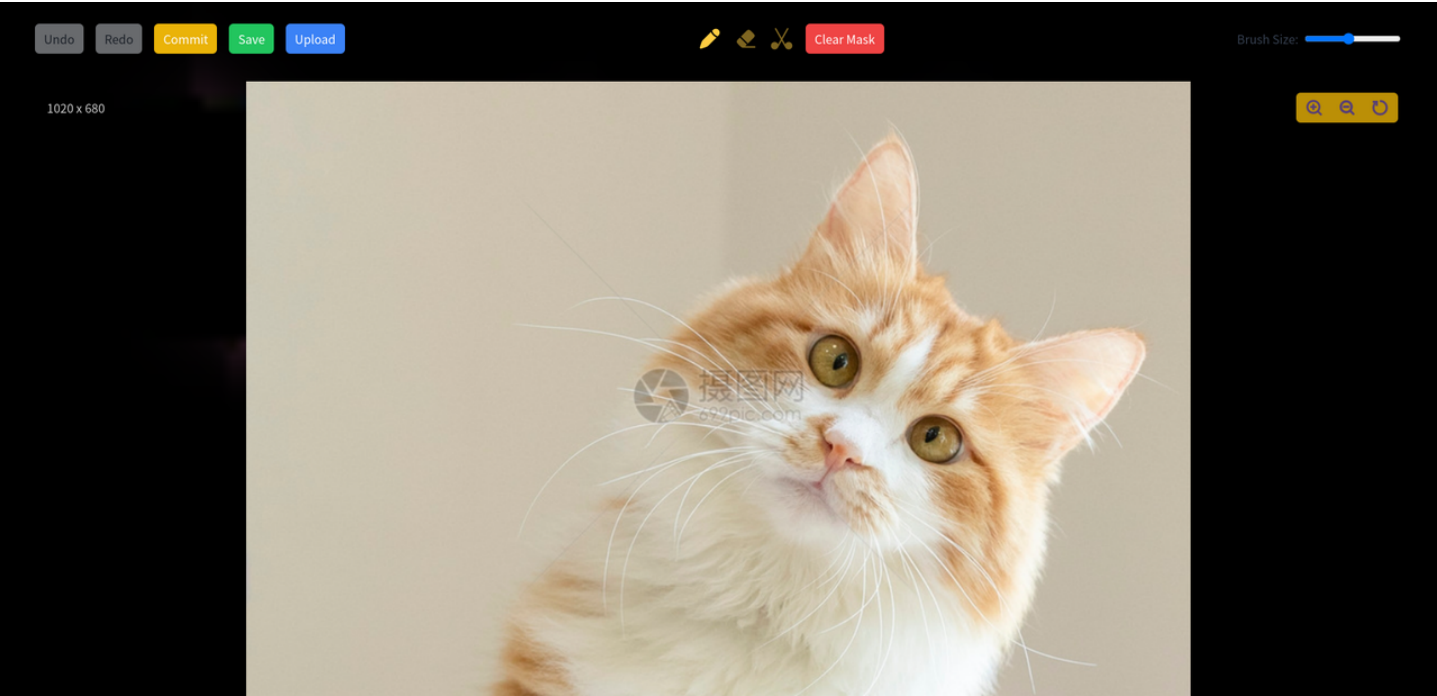 Undo Redo Commit Save Upload Clear Mask Brush Size:
1020 x 680
摄图网
699pic.com